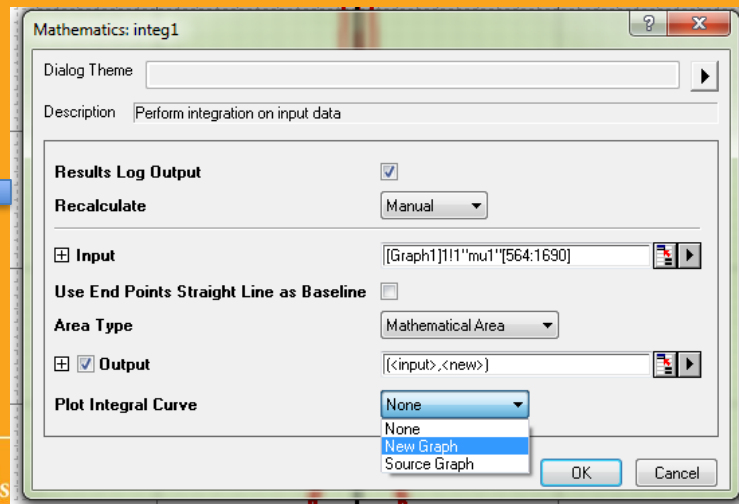 Mathematics: integ1
Dialog Theme
Description Perform integration on input data
Results Log Output
Recalculate Manual
Input [Graph1]1!1"mu1"[564:1690]
Use End Points Straight Line as Baseline
Area Type Mathematical Area
Output (<input>,<new>)
Plot Integral Curve None
None
New Graph
Source Graph
OK Cancel
s